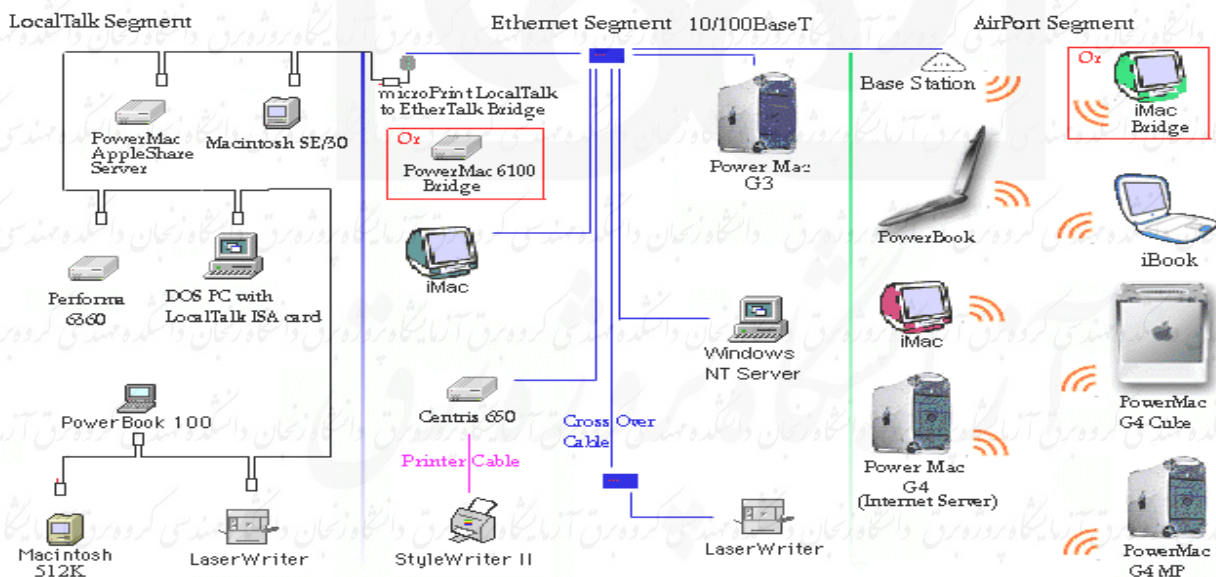 LocalTalk Segment
Ethernet Segment 10/100BaseT
AirPort Segment
PowerMac
AppleShare
Server
Macintosh SE/30
Performa
6360
DOS PC with
LocalTalk ISA card
PowerBook 100
Macintosh
512K
LaserWriter
microPrint LocalTalk
to EtherTalk Bridge
Or
PowerMac 6100
Bridge
iMac
Centris 650
Printer Cable
StyleWriter II
Power Mac
G3
Windows
NT Server
Cross Over
Cable
LaserWriter
Base Station
Or
iMac
Bridge
PowerBook
iBook
iMac
PowerMac
G4 Cube
Power Mac
G4
(Internet Server)
PowerMac
G4 MP